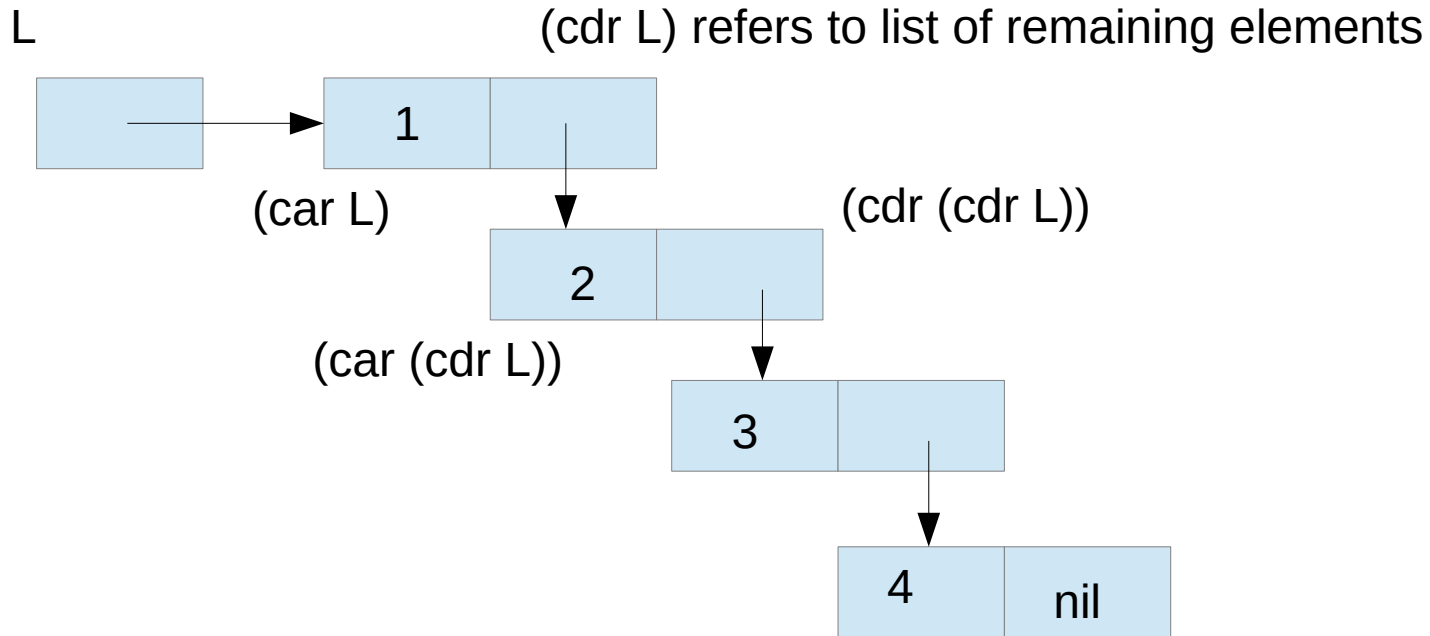 L
(cdr L) refers to list of remaining elements
1
(car L)
(cdr (cdr L))
2
(car (cdr L))
3
4
nil